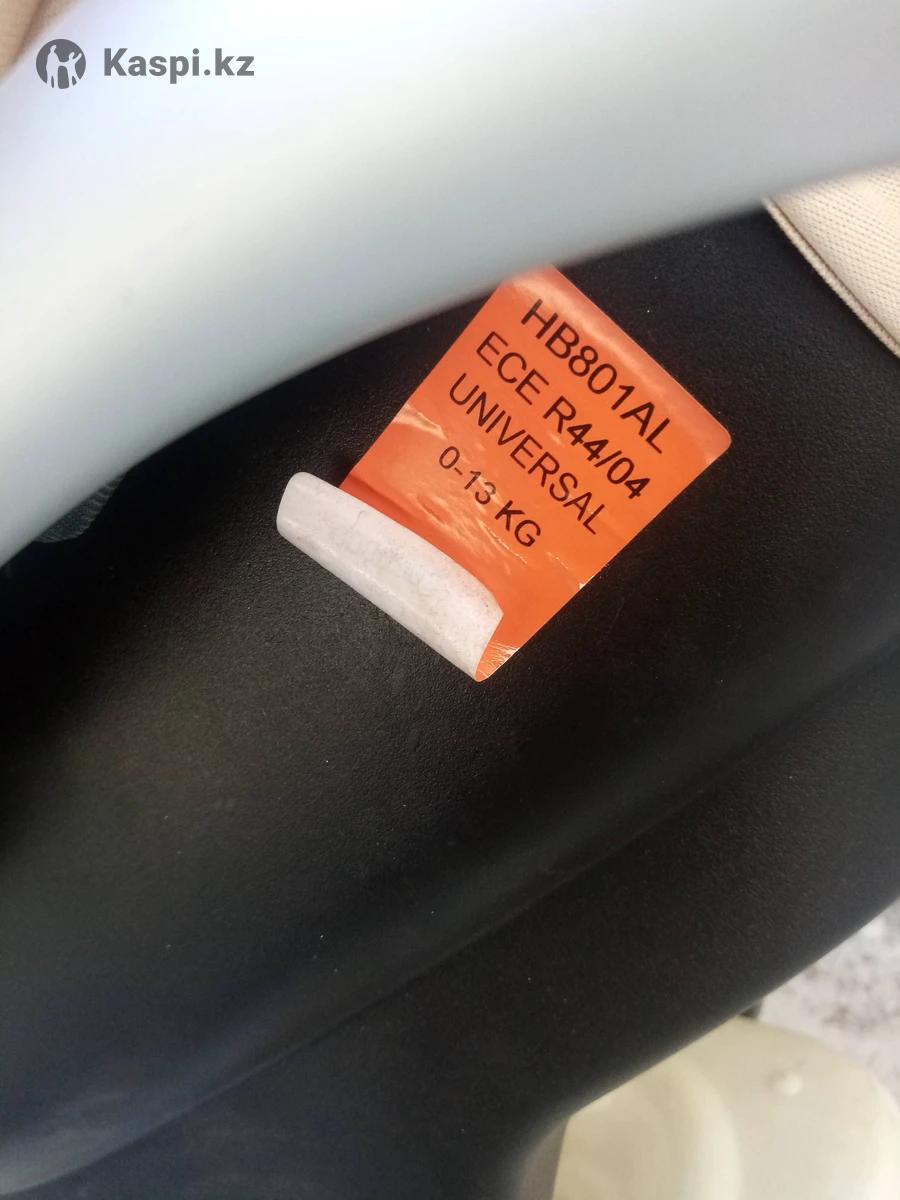 Kaspi.kz
HB801AL
ECE R44/04
UNIVERSAL
0-13 KG